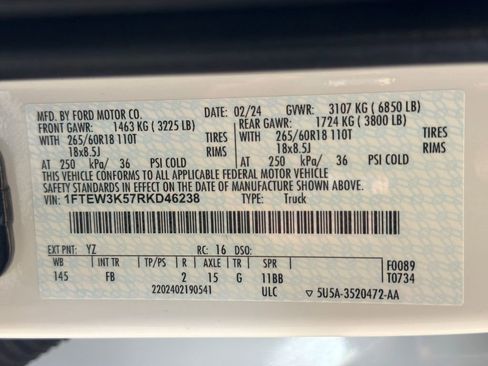 MFD. BY FORD MOTOR CO. DATE: 02/24 GVWR: 3107 KG ( 6850 LB)
FRONT GAWR: 1463 KG ( 3225 LB) REAR GAWR: 1724 KG ( 3800 LB)
WITH 265/60R18 110T TIRES WITH 265/60R18 110T TIRES
18x8.5J RIMS 18x8.5J RIMS
AT 250 kPa/ 36 PSI COLD AT 250 kPa/ 36 PSI COLD
THIS VEHICLE CONFORMS TO ALL APPLICABLE FEDERAL MOTOR VEHICLE
SAFETY STANDARDS IN EFFECT ON THE DATE OF MANUFACTURE SHOWN ABOVE.
VIN: 1FTEW3K57RKD46238 TYPE: Truck
EXT PNT: YZ RC: 16 DSO: F0089
WB INT TR TP/PS R AXLE TR SPR T0734
145 FB 2 15 G 11BB
2202402190541 ULC 5U5A-3520472-AA